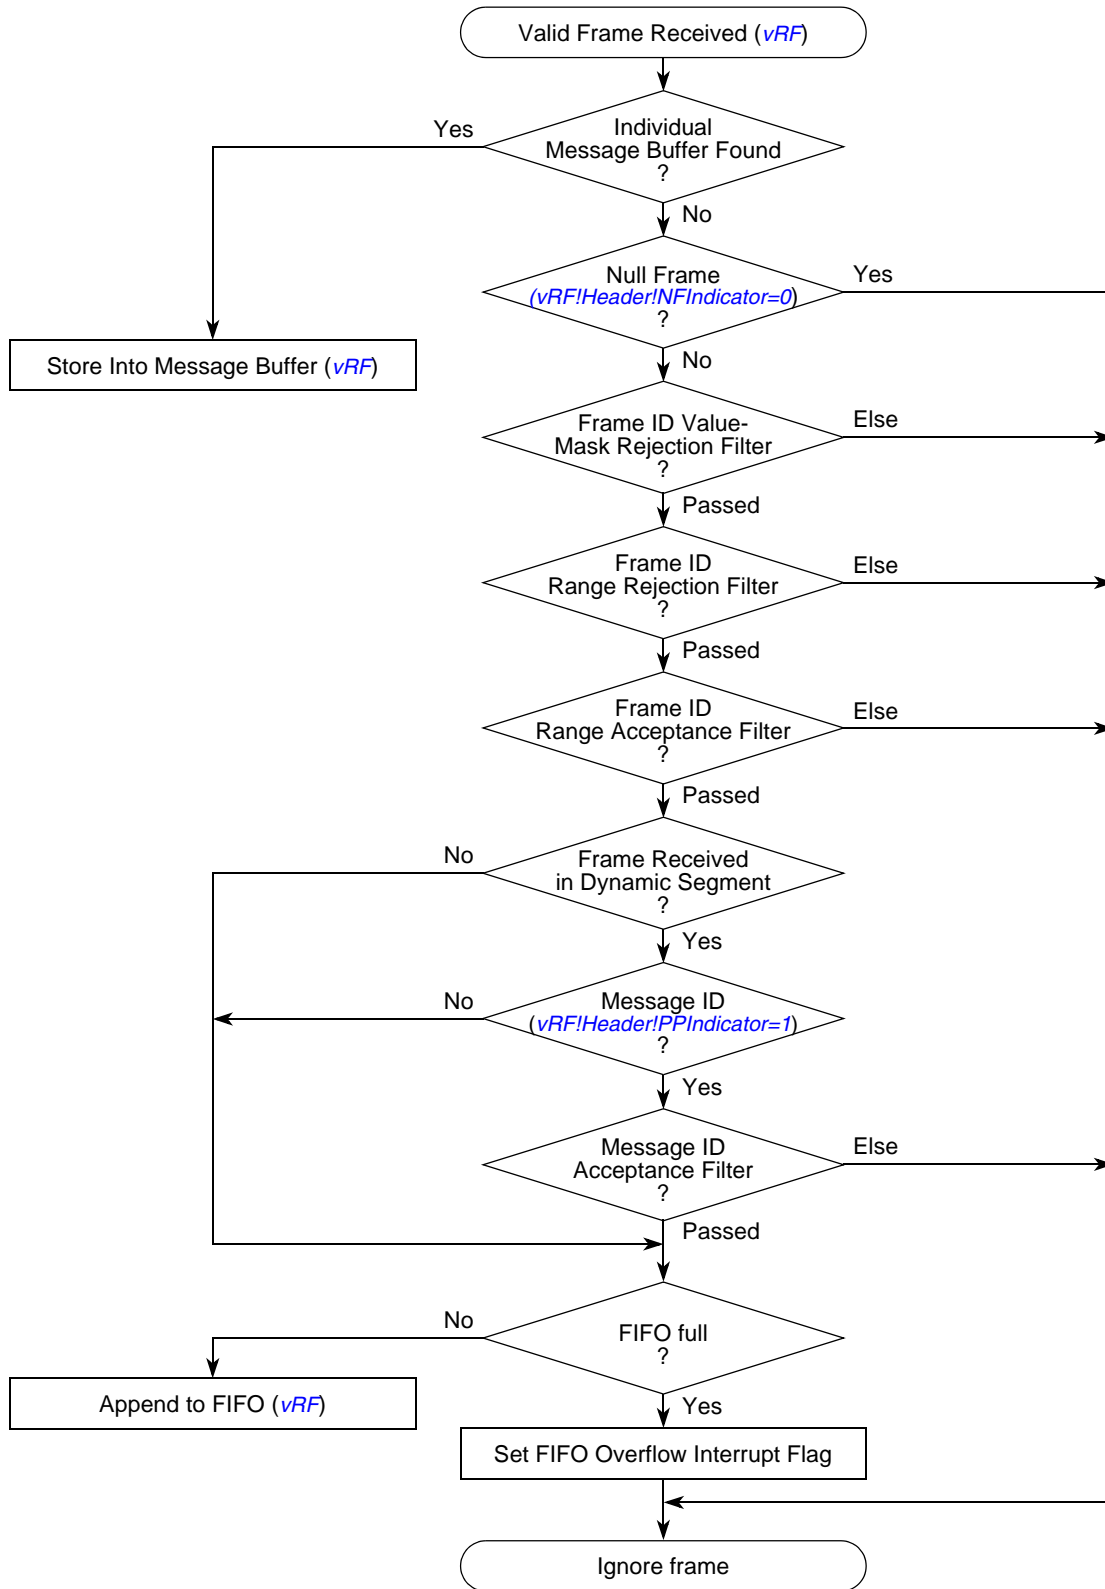 Valid Frame Received (vRF)
Yes
Individual
Message Buffer Found
?
No
Null Frame
(vRF!Header!NFIndicator=0)
?
Yes
Store Into Message Buffer (vRF)
No
Frame ID Value-
Mask Rejection Filter
?
Else
Passed
Frame ID
Range Rejection Filter
?
Else
Passed
Frame ID
Range Acceptance Filter
?
Else
Passed
No
Frame Received
in Dynamic Segment
?
Yes
No
Message ID
(vRF!Header!PPIndicator=1)
?
Yes
Message ID
Acceptance Filter
?
Else
Passed
No
FIFO full
?
Append to FIFO (vRF)
Yes
Set FIFO Overflow Interrupt Flag
Ignore frame